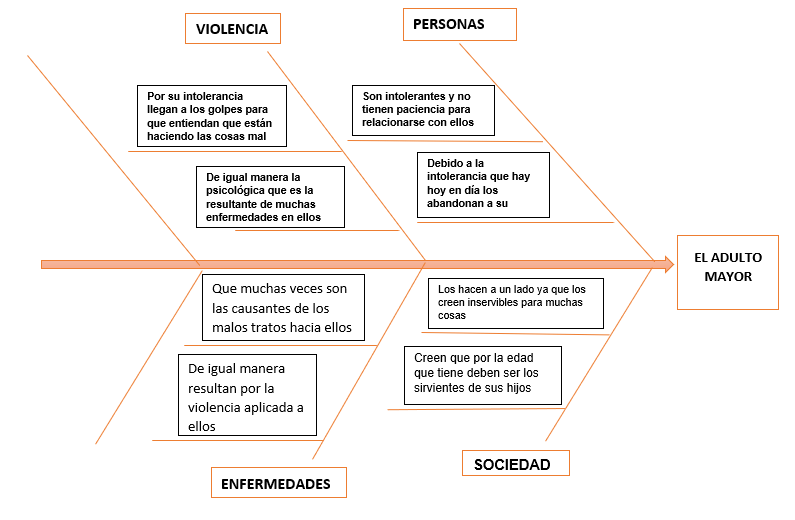 VIOLENCIA
Por su intolerancia
llegan a los golpes para
que entiendan que están
haciendo las cosas mal
De igual manera la
psicológica que es la
resultante de muchas
enfermedades en ellos
PERSONAS
Son intolerantes y no
tienen paciencia para
relacionarse con ellos
Debido a la
intolerancia que hay
hoy en día los
abandonan a su
EL ADULTO
MAYOR
Que muchas veces son
las causantes de los
malos tratos hacia ellos
De igual manera
resultan por la
violencia aplicada a
ellos
ENFERMEDADES
Los hacen a un lado ya que los
creen inservibles para muchas
cosas
Creen que por la edad
que tiene deben ser los
sirvientes de sus hijos
SOCIEDAD